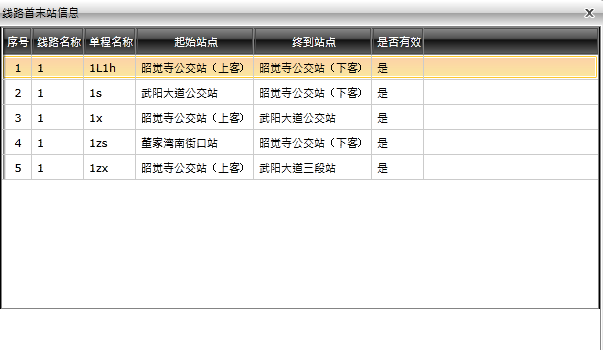 线路首末站信息
序号 线路名称 单程名称 起始站点 终到站点 是否有效
1 1 1L1h 昭觉寺公交站（上客） 昭觉寺公交站（下客） 是
2 1 1s 武阳大道公交站 昭觉寺公交站（下客） 是
3 1 1x 昭觉寺公交站（上客） 武阳大道公交站 是
4 1 1zs 董家湾南街口站 昭觉寺公交站（下客） 是
5 1 1zx 昭觉寺公交站（上客） 武阳大道三段站 是